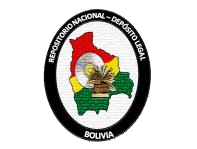 REPOSITORIO NACIONAL – DEPÓSITO LEGAL
BOLIVIA